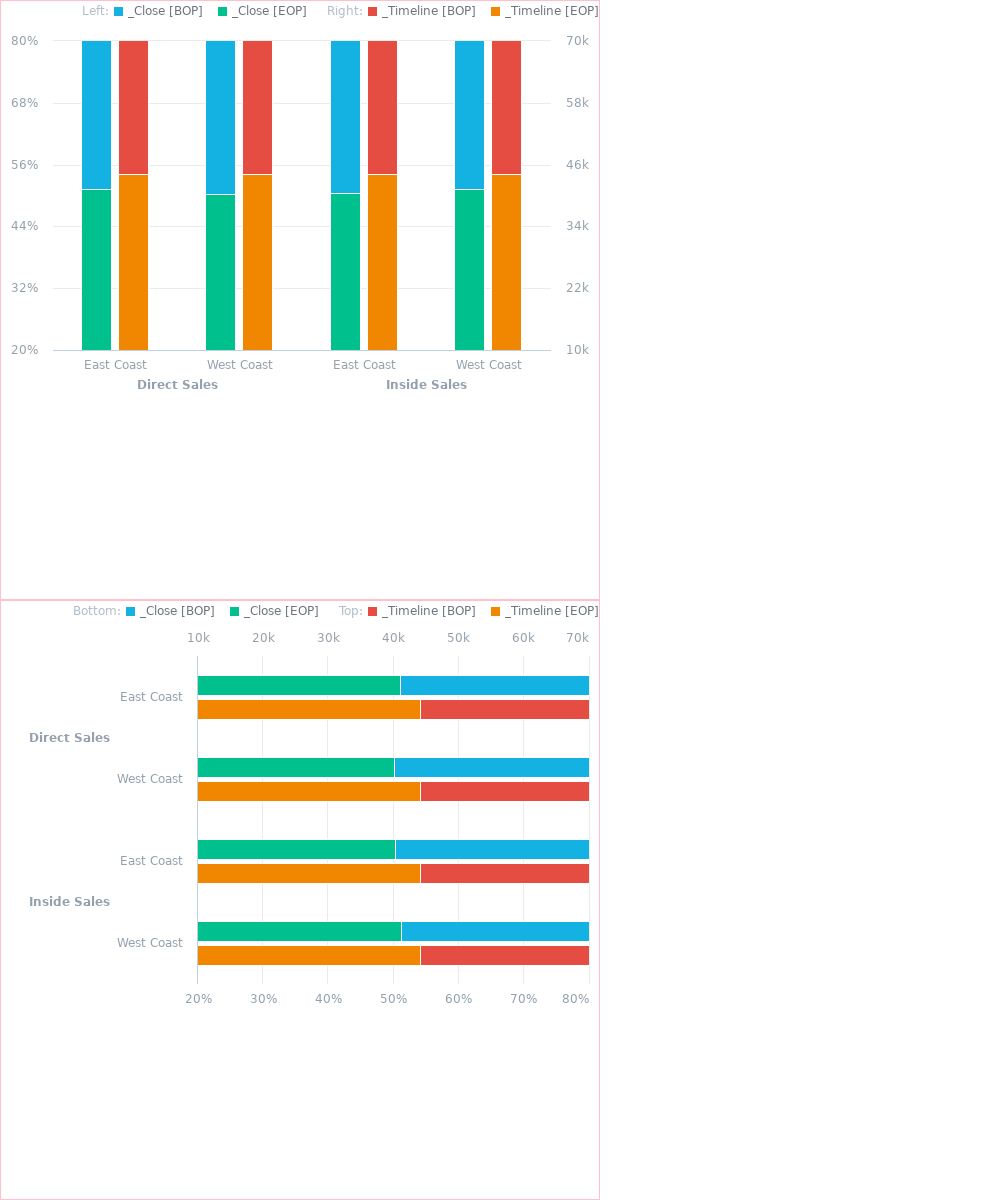 Left: _Close [BOP] _Close [EOP] Right: _Timeline [BOP] _Timeline [EOP]
80% 70k
68% 58k
56% 46k
44% 34k
32% 22k
20% 10k
East Coast West Coast East Coast West Coast
Direct Sales Inside Sales
Bottom: _Close [BOP] _Close [EOP] Top: _Timeline [BOP] _Timeline [EOP]
10k 20k 30k 40k 50k 60k 70k
East Coast
Direct Sales
West Coast
East Coast
Inside Sales
West Coast
20% 30% 40% 50% 60% 70% 80%